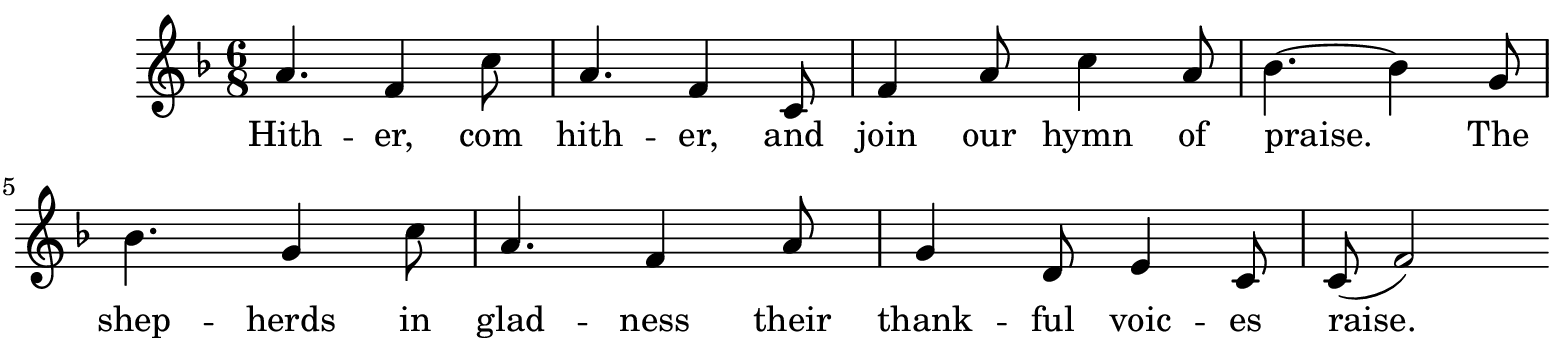 6
8
Hith - er, com hith - er, and join our hymn of praise. The
5
shep - herds in glad - ness their thank - ful voic - es raise.